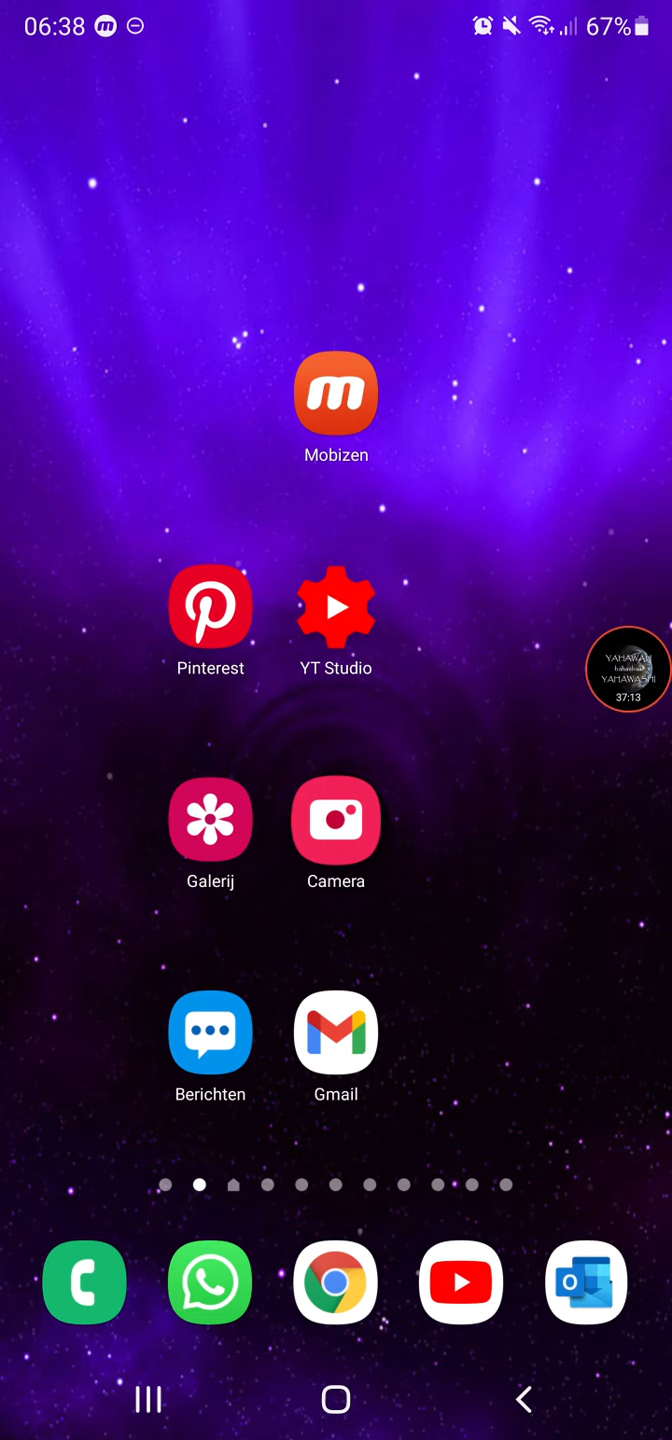 06:38
67%
Mobizen
Pinterest
YT Studio
YAHAWAH
YAHAWASHI
37:13
Galerij
Camera
Berichten
Gmail